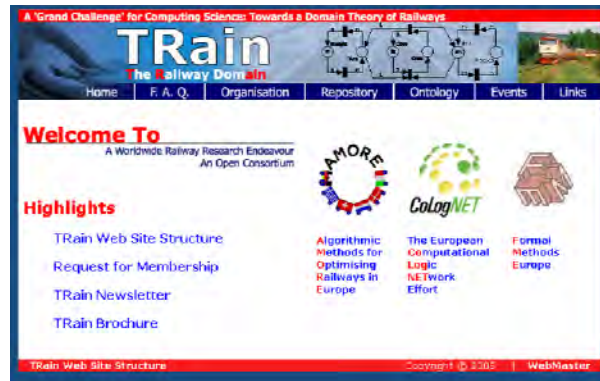 A 'Grand Challenge' for Computing Science: Towards a Domain Theory of Railways
TRain
The Railway Domain
Home F. A. Q. Organisation Repository Ontology Events Links
Welcome To
A Worldwide Railway Research Endeavour
An Open Consortium
Highlights
TRain Web Site Structure
Request for Membership
TRain Newsletter
TRain Brochure
AMORE
CoLogNET
Algorithmic
Methods for
Optimising
Railways in
Europe
The European
Computational
Logic
NETwork
Effort
Formal
Methods
Europe
TRain Web Site Structure
Copyright © WebMaster